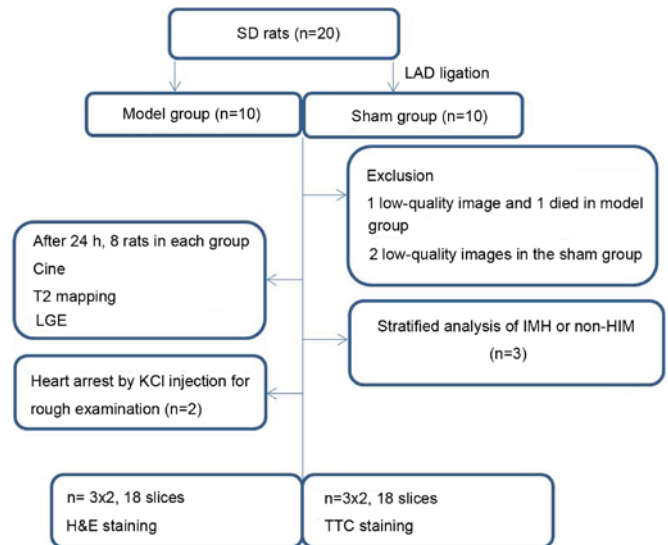 SD rats (n=20)
LAD ligation
Model group (n=10)
Sham group (n=10)
Exclusion
1 low-quality image and 1 died in model
group
2 low-quality images in the sham group
After 24 h, 8 rats in each group
Cine
T2 mapping
LGE
Stratified analysis of IMH or non-HIM
(n=3)
Heart arrest by KCl injection for
rough examination (n=2)
n= 3x2, 18 slices
H&E staining
n=3x2, 18 slices
TTC staining